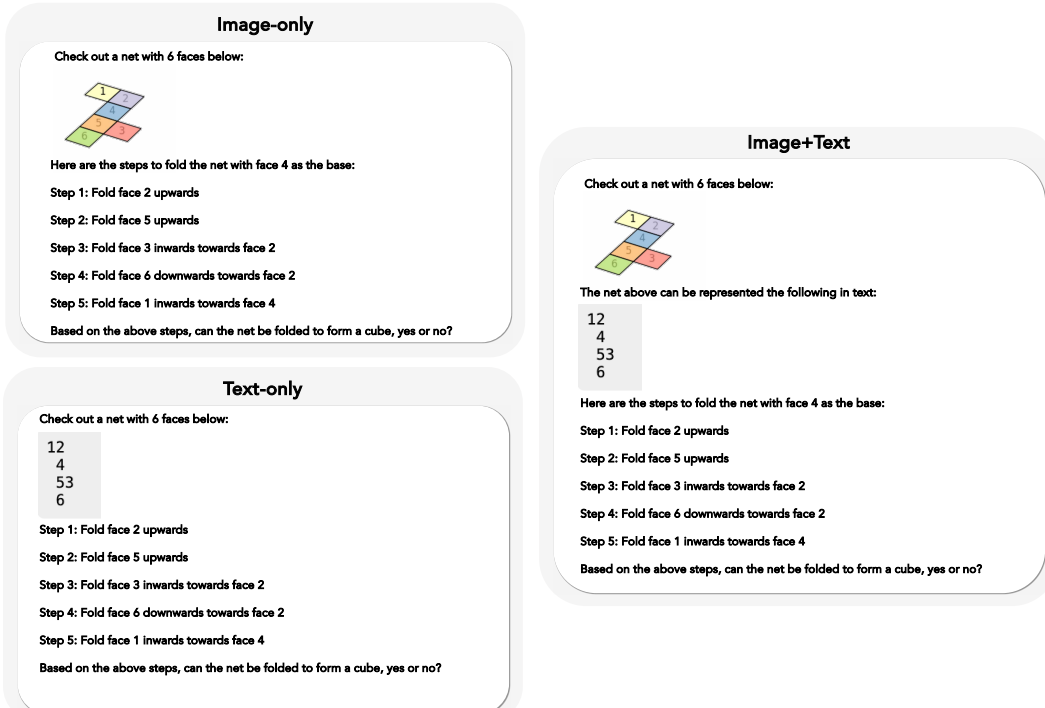 Image-only
Check out a net with 6 faces below:
1 2
4
5 3
6
Here are the steps to fold the net with face 4 as the base:
Step 1: Fold face 2 upwards
Step 2: Fold face 5 upwards
Step 3: Fold face 3 inwards towards face 2
Step 4: Fold face 6 downwards towards face 2
Step 5: Fold face 1 inwards towards face 4
Based on the above steps, can the net be folded to form a cube, yes or no?
Text-only
Check out a net with 6 faces below:
12
 4
 53
 6
Step 1: Fold face 2 upwards
Step 2: Fold face 5 upwards
Step 3: Fold face 3 inwards towards face 2
Step 4: Fold face 6 downwards towards face 2
Step 5: Fold face 1 inwards towards face 4
Based on the above steps, can the net be folded to form a cube, yes or no?
Image+Text
Check out a net with 6 faces below:
1 2
4
5 3
6
The net above can be represented the following in text:
12
 4
 53
 6
Here are the steps to fold the net with face 4 as the base:
Step 1: Fold face 2 upwards
Step 2: Fold face 5 upwards
Step 3: Fold face 3 inwards towards face 2
Step 4: Fold face 6 downwards towards face 2
Step 5: Fold face 1 inwards towards face 4
Based on the above steps, can the net be folded to form a cube, yes or no?